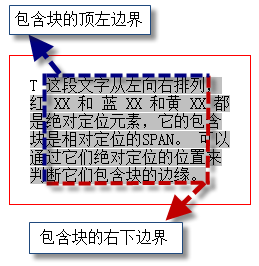 包含块的顶左边界
T 这段文字从左向右排列,
红 XX 和 蓝 XX 和黄 XX 都
是绝对定位元素，它的包含
块是相对定位的SPAN。 可以
通过它们绝对定位的位置来
判断它们包含块的边缘。
包含块的右下边界